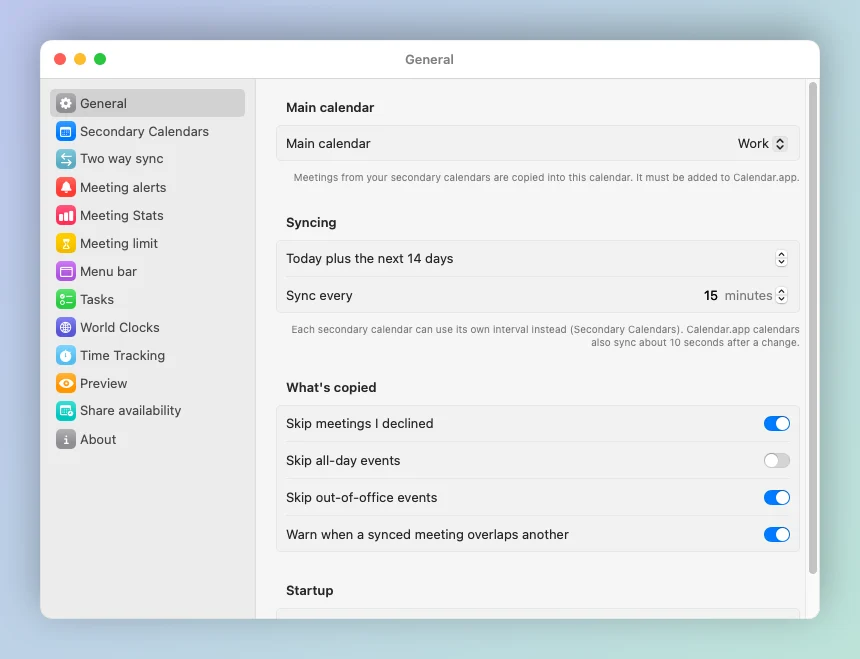 General
General
Secondary Calendars
Two way sync
Meeting alerts
Meeting Stats
Meeting limit
Menu bar
Tasks
World Clocks
Time Tracking
Preview
Share availability
About
Main calendar
Main calendar Work
Meetings from your secondary calendars are copied into this calendar. It must be added to Calendar.app.
Syncing
Today plus the next 14 days
Sync every 15 minutes
Each secondary calendar can use its own interval instead (Secondary Calendars). Calendar.app calendars
also sync about 10 seconds after a change.
What's copied
Skip meetings I declined
Skip all-day events
Skip out-of-office events
Warn when a synced meeting overlaps another
Startup